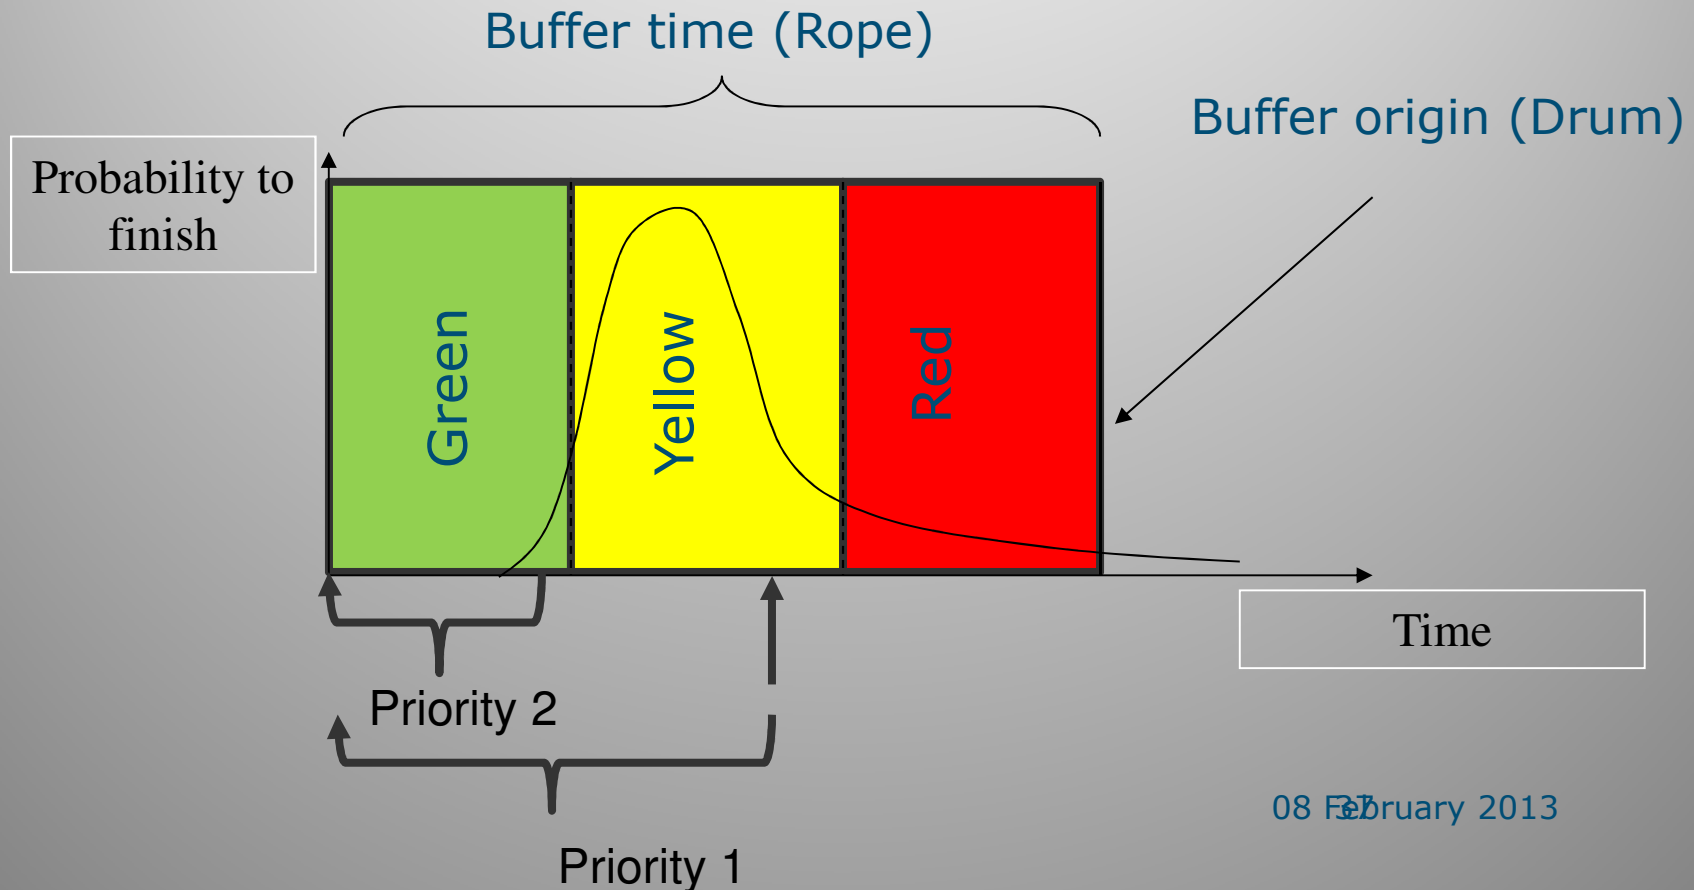 Buffer time (Rope)
Buffer origin (Drum)
Probability to
finish
Green
Yellow
Red
Time
Priority 2
Priority 1
08 February 2013
37